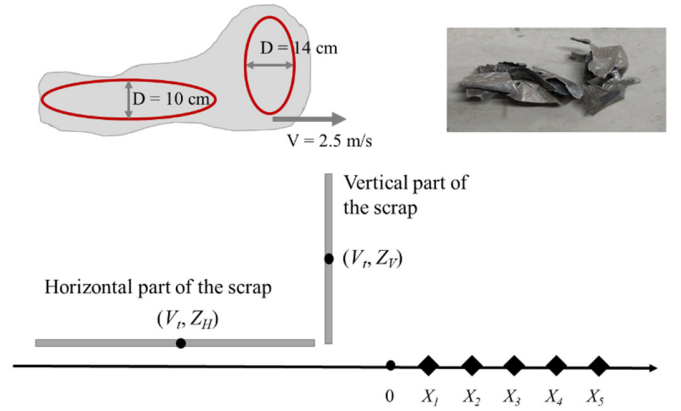 D = 14 cm
D = 10 cm
V = 2.5 m/s
Vertical part of
the scrap
(Vt, ZV)
Horizontal part of the scrap
(Vt, ZH)
0 X1 X2 X3 X4 X5